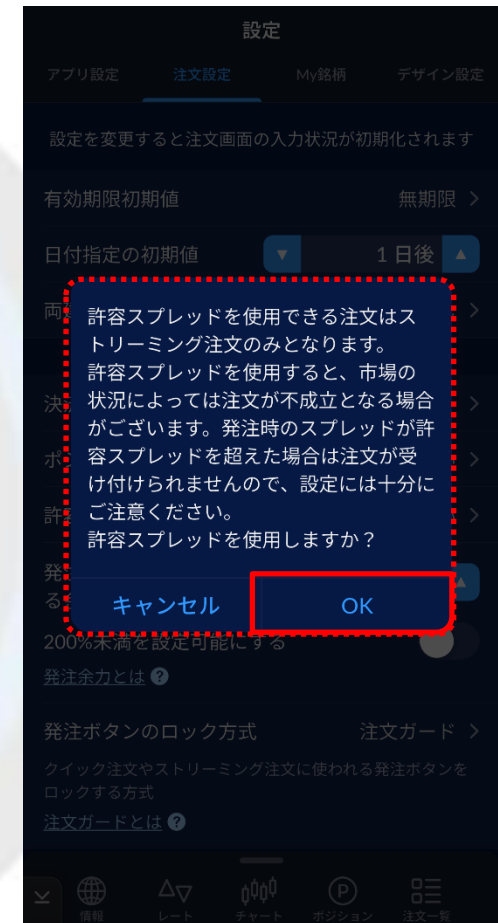 設定
アプリ設定 注文設定 My銘柄 デザイン設定
設定を変更すると注文画面の入力状況が初期化されます
有効期限初期値 無期限
日付指定の初期値 1 日後
両
許容スプレッドを使用できる注文はス
トリーミング注文のみとなります。
許容スプレッドを使用すると、市場の
状況によっては注文が不成立となる場合
がございます。発注時のスプレッドが許
容スプレッドを超えた場合は注文が受
け付けられませんので、設定には十分に
ご注意ください。
許容スプレッドを使用しますか？
決
ポ
許
発
る
キャンセル OK
200%未満を設定可能にする
発注余力とは ?
発注ボタンのロック方式 注文ガード
クイック注文やストリーミング注文に使われる発注ボタンを
ロックする方式
注文ガードとは ?
情報 レート チャート ポジション 注文一覧